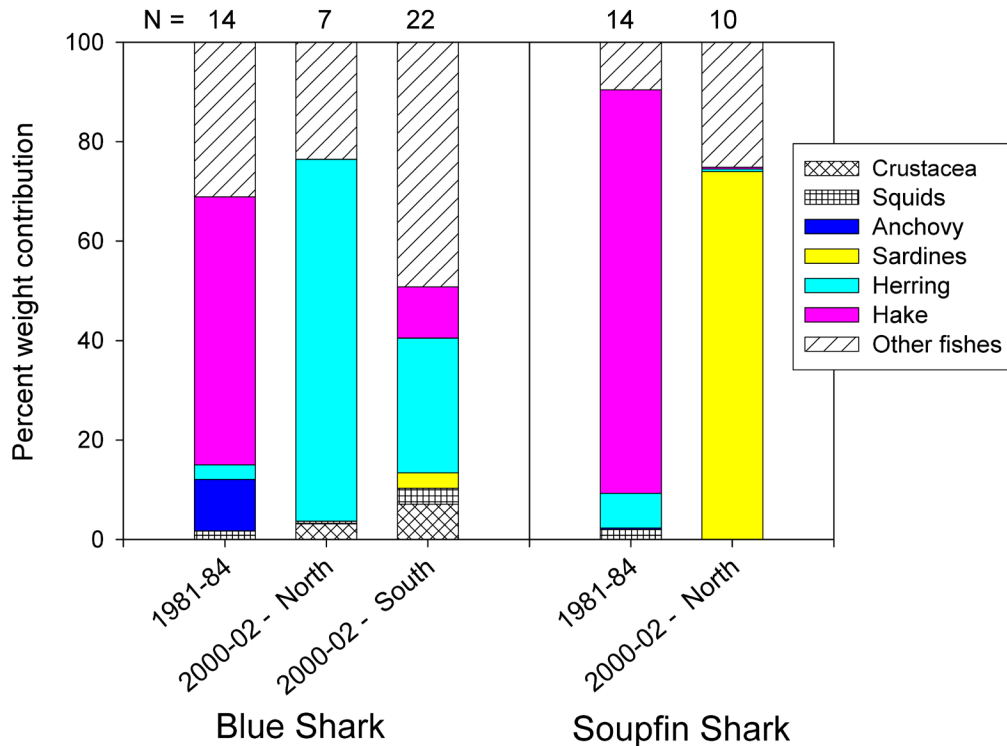 N = 14 7 22 14 10
100
80
60
40
20
0
Percent weight contribution
Crustacea
Squids
Anchovy
Sardines
Herring
Hake
Other fishes
1981-84
2000-02 - North
2000-02 - South
1981-84
2000-02 - North
Blue Shark
Soupfin Shark